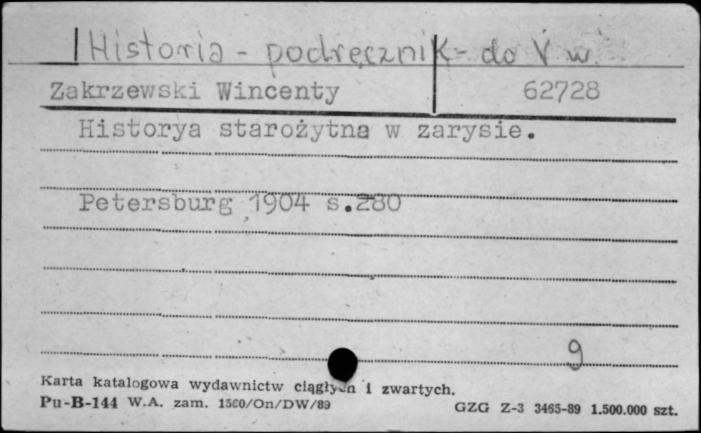 Historia - podręcznik - do V w.
Zakrzewski Wincenty 62728
Historya starożytna w zarysie.
Petersburg 1904 s.280
9
Karta katalogowa wydawnictw ciągłych i zwartych.
Pu-B-144 W.A. zam. 1560/On/DW/89 GZG Z-3 3465-89 1.500.000 szt.